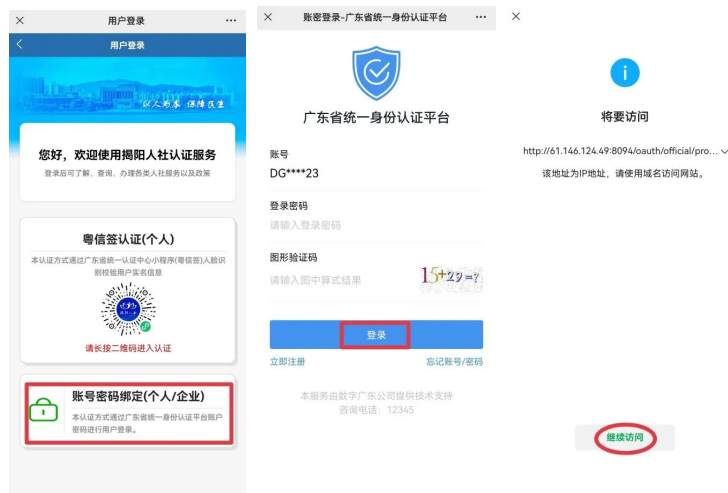 用户登录
用户登录
以人为本 保障民生
您好，欢迎使用揭阳人社认证服务
登录后可了解、查询、办理各类人社服务以及政策
粤信签认证(个人)
本认证方式通过广东省统一认证中心小程序(粤信签)人脸识
别校验用户实名信息
请长按二维码进入认证
账号密码绑定(个人/企业)
本认证方式通过广东省统一身份认证平台账户
密码进行用户登录。
账密登录-广东省统一身份认证平台
广东省统一身份认证平台
账号
DG****23
登录密码
请输入登录密码
图形验证码
请输入图中算式结果
15+29=?
登录
立即注册
忘记账号/密码
本服务由数字广东公司提供技术支持
咨询电话：12345
将要访问
http://61.146.124.49:8094/oauth/official/pro...
该地址为IP地址，请使用域名访问网站。
继续访问